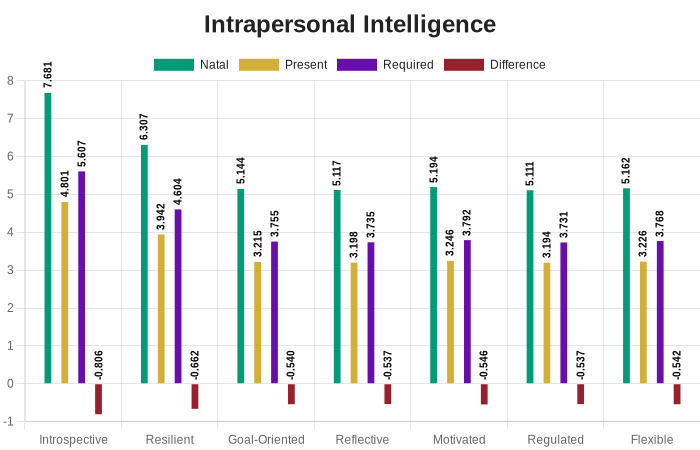 Intrapersonal Intelligence
Natal Present Required Difference
8
7
6
5
4
3
2
1
0
-1
7.681 4.801 5.607 -0.806
6.307 3.942 4.604 -0.662
5.144 3.215 3.755 -0.540
5.117 3.198 3.735 -0.537
5.194 3.246 3.792 -0.546
5.111 3.194 3.731 -0.537
5.162 3.226 3.768 -0.542
Introspective Resilient Goal-Oriented Reflective Motivated Regulated Flexible